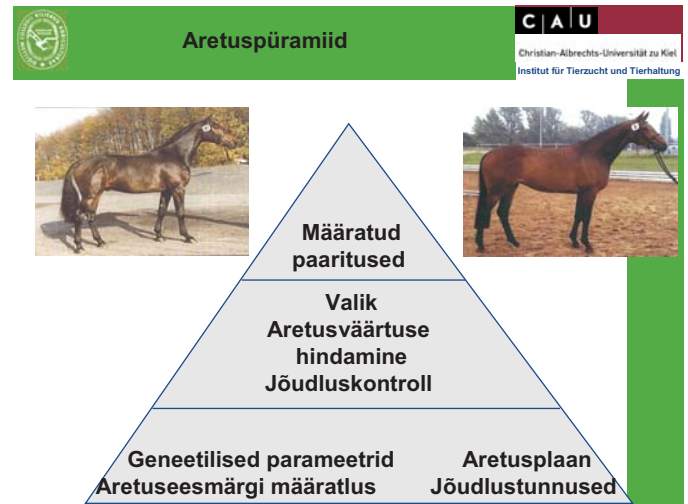 Aretuspüramiid
CAU
Christian-Albrechts-Universität zu Kiel
Institut für Tierzucht und Tierhaltung
Määratud
paaritused
Valik
Aretusväärtuse
hindamine
Jõudluskontroll
Geneetilised parameetrid
Aretuseesmärgi määratlus
Aretusplaan
Jõudlustunnused